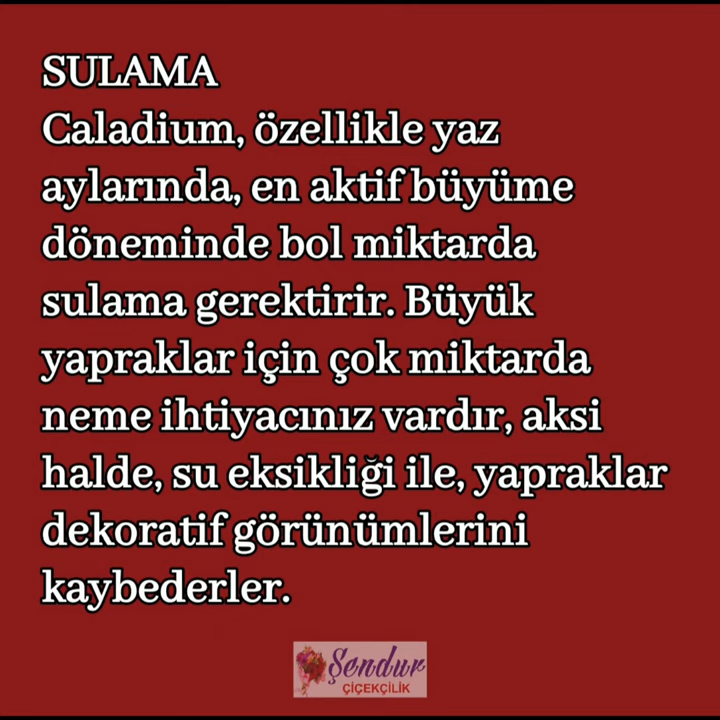 SULAMA
Caladium, özellikle yaz
aylarında, en aktif büyüme
döneminde bol miktarda
sulama gerektirir. Büyük
yapraklar için çok miktarda
neme ihtiyacınız vardır, aksi
halde, su eksikliği ile, yapraklar
dekoratif görünümlerini
kaybederler.
Şendur
ÇİÇEKÇİLİK